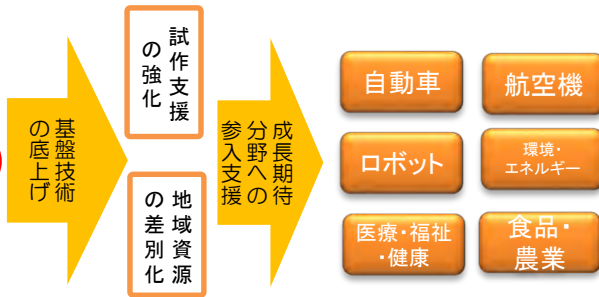 基盤技術
の底上げ
試作支援
の強化
地域資源
の差別化
成長期待
分野への
参入支援
自動車
航空機
ロボット
環境・
エネルギー
医療・福祉
・健康
食品・
農業